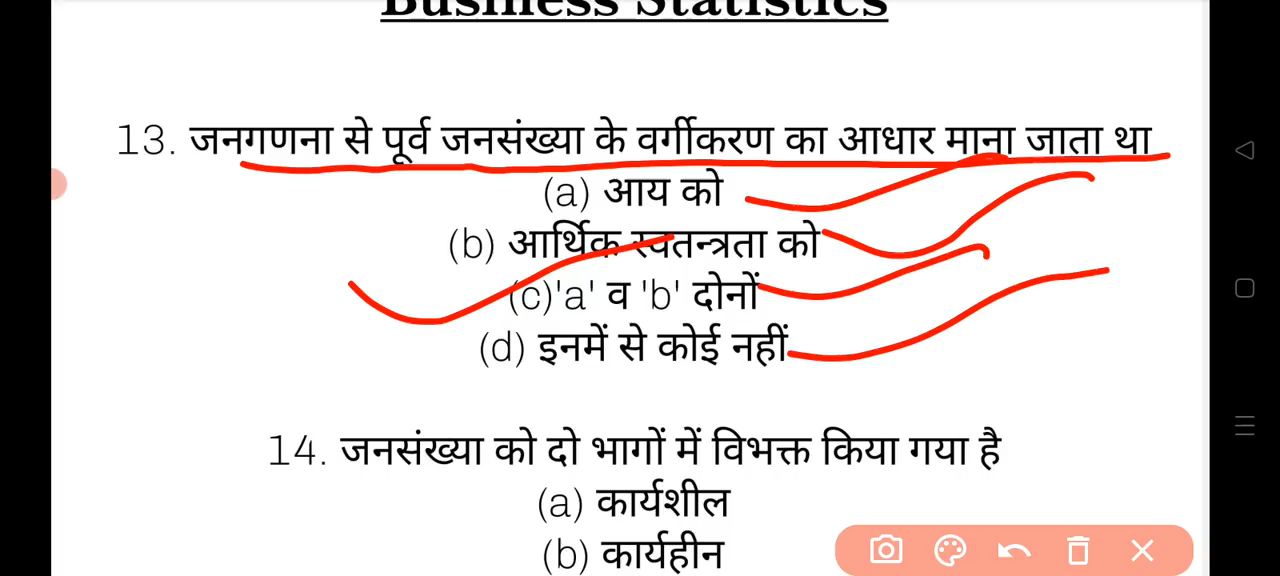 Business Statistics
13. जनगणना से पूर्व जनसंख्या के वर्गीकरण का आधार माना जाता था
(a) आय को
(b) आर्थिक स्वतन्त्रता को
(c)'a' व 'b' दोनों
(d) इनमें से कोई नहीं
14. जनसंख्या को दो भागों में विभक्त किया गया है
(a) कार्यशील
(b) कार्यहीन